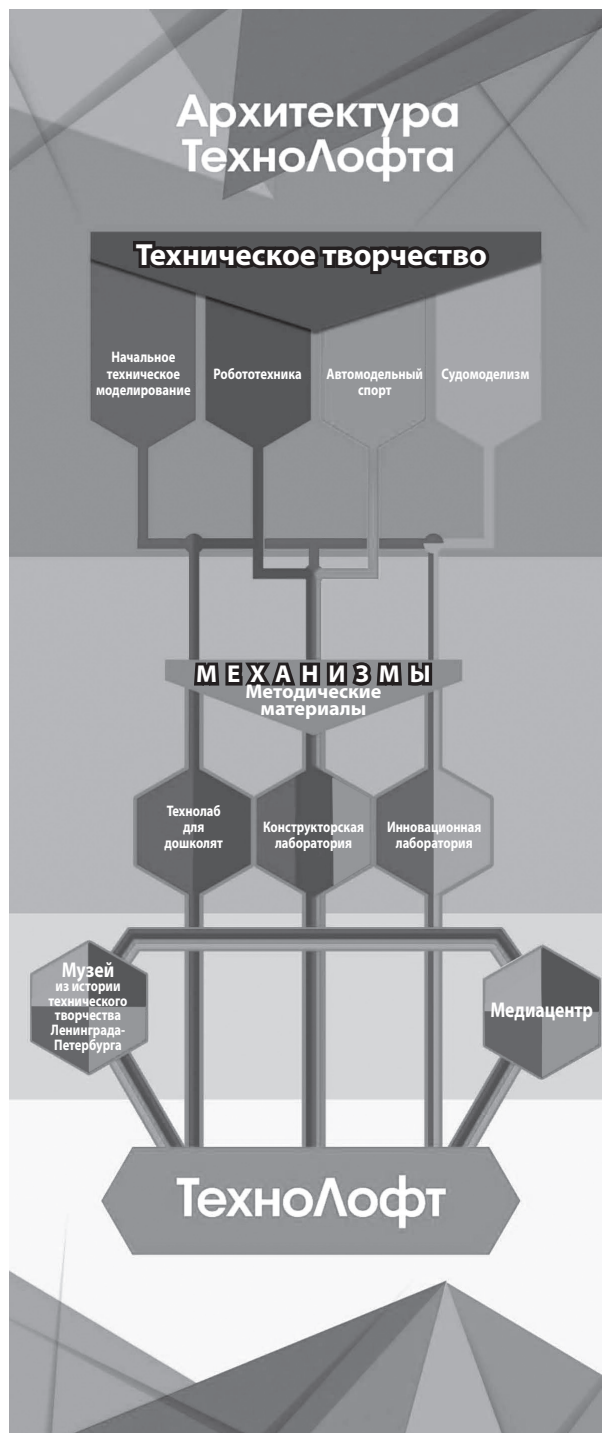 Архитектура
ТехноЛофта
Техническое творчество
Начальное
техническое
моделирование
Робототехника
Автомодельный
спорт
Судомоделизм
МЕХАНИЗМЫ
Методические
материалы
Технолаб
для
дошколят
Конструкторская
лаборатория
Инновационная
лаборатория
Музей
из истории
технического
творчества
Ленинграда-
Петербурга
Медиацентр
ТехноЛофт